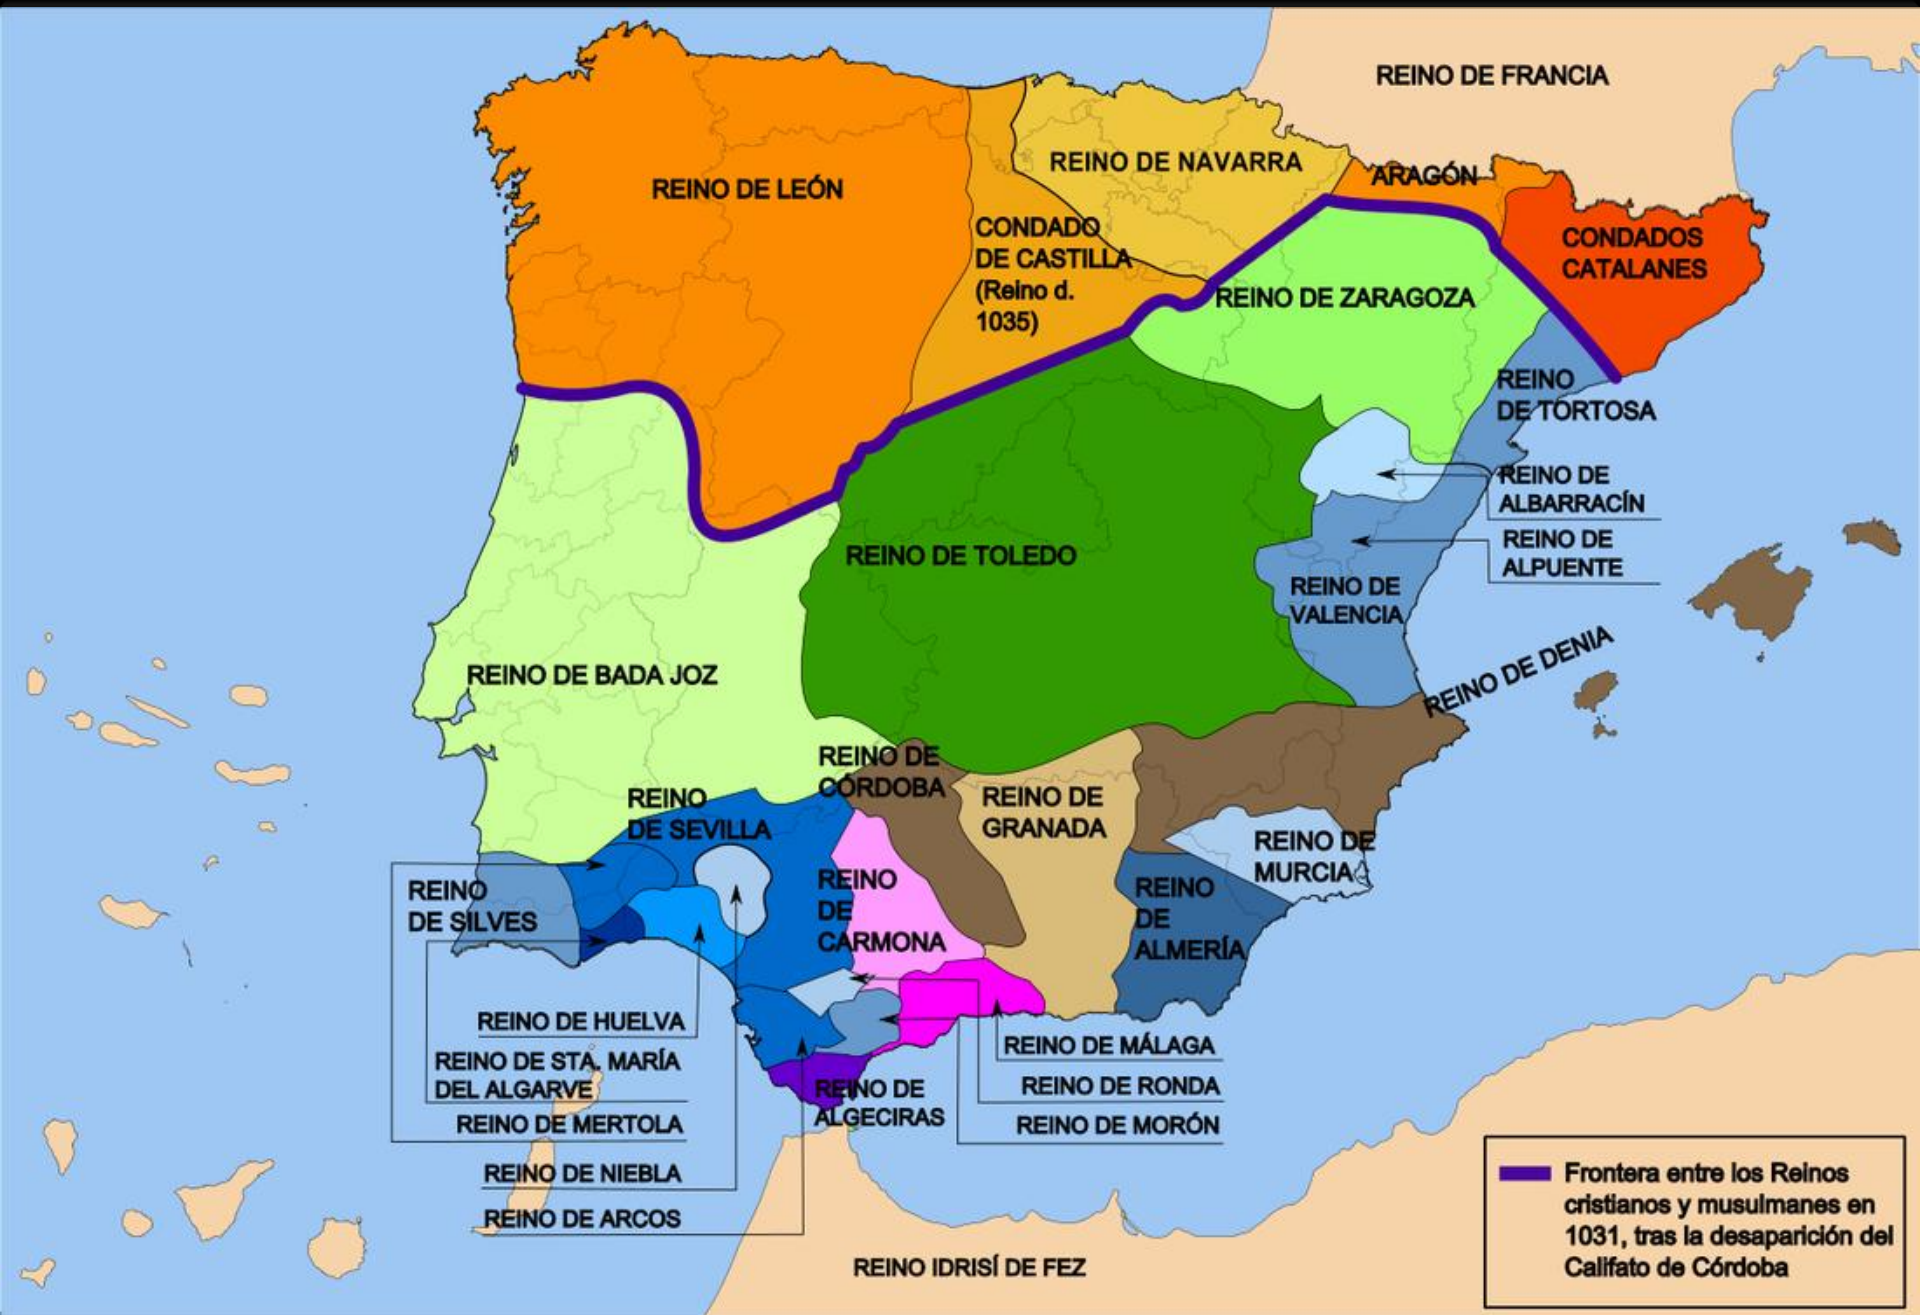 REINO DE FRANCIA
REINO DE LEÓN
REINO DE NAVARRA
ARAGÓN
CONDADO
DE CASTILLA
(Reino d.
1035)
CONDADOS
CATALANES
REINO DE ZARAGOZA
REINO
DE TORTOSA
REINO DE
ALBARRACÍN
REINO DE
ALPUENTE
REINO DE TOLEDO
REINO DE
VALENCIA
REINO DE DENIA
REINO DE BADA JOZ
REINO DE
CÓRDOBA
REINO
DE SEVILLA
REINO DE
GRANADA
REINO DE
MURCIA
REINO
DE SILVES
REINO
DE
CARMONA
REINO
DE
ALMERÍA
REINO DE HUELVA
REINO DE STA. MARÍA
DEL ALGARVE
REINO DE MERTOLA
REINO DE NIEBLA
REINO DE ARCOS
REINO DE
ALGECIRAS
REINO DE MÁLAGA
REINO DE RONDA
REINO DE MORÓN
REINO IDRISÍ DE FEZ
Frontera entre los Reinos
cristianos y musulmanes en
1031, tras la desaparición del
Califato de Córdoba